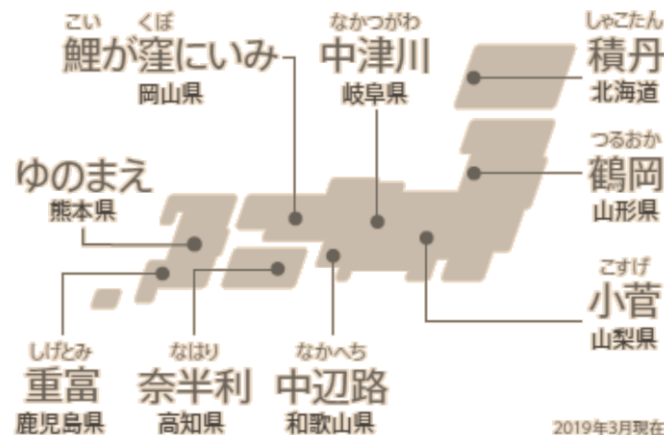 こい くぼ
鯉が窪にいみ
岡山県
なかつがわ
中津川
岐阜県
しゃこたん
積丹
北海道
つるおか
鶴岡
山形県
ゆのまえ
熊本県
こすげ
小菅
山梨県
しげとみ
重富
鹿児島県
なはり
奈半利
高知県
なかへち
中辺路
和歌山県
2019年3月現在